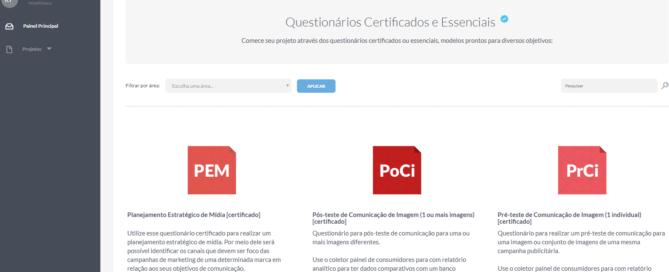 Painel Principal
Projetos
Questionários Certificados e Essenciais
Comece seu projeto através dos questionários certificados ou essenciais, modelos prontos para diversos objetivos:
Filtrar por área:
Escolha uma área...
APLICAR
Pesquisar
PEM
Planejamento Estratégico de Mídia [certificado]
Utilize esse questionário certificado para realizar um
planejamento estratégico de mídia. Por meio dele será
possível identificar os canais que devem ser foco das
campanhas de marketing de uma determinada marca em
relação aos seus objetivos de comunicação.
PoCi
Pós-teste de Comunicação de Imagem (1 ou mais imagens)
[certificado]
Questionário para pós-teste de comunicação para uma ou
mais imagens diferentes.
Use o coletor painel de consumidores para com relatório
analítico para ter dados comparativos com um banco
PrCi
Pré-teste de Comunicação de Imagem (1 individual)
[certificado]
Questionário para realizar um pré-teste de comunicação para
uma imagem ou conjunto de imagens de uma mesma
campanha publicitária.
Use o coletor painel de consumidores para com relatório